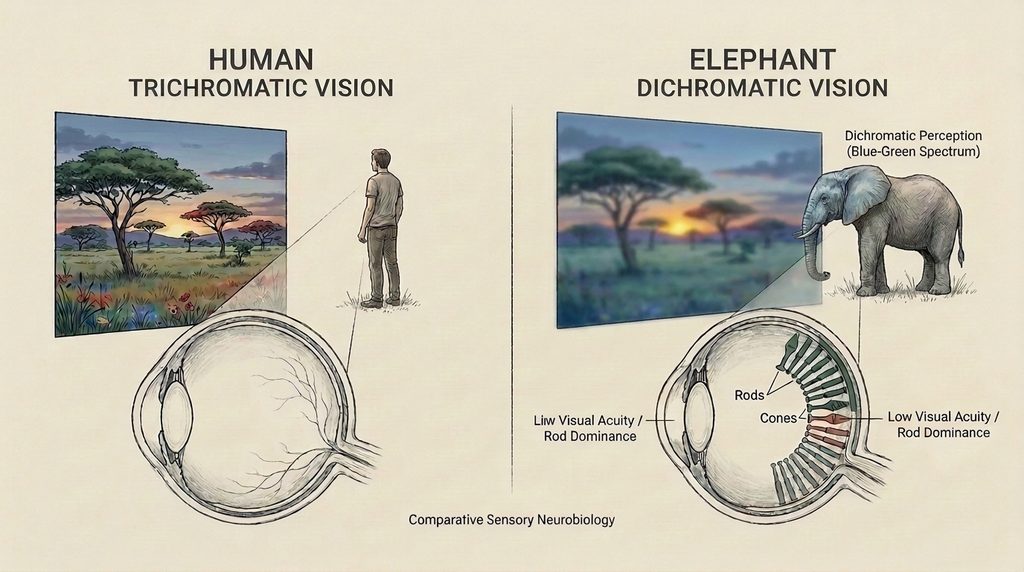 HUMAN
TRICHROMATIC VISION
ELEPHANT
DICHROMATIC VISION
Dichromatic Perception
(Blue-Green Spectrum)
Rods
Cones
Liw Visual Acuity /
Rod Dominance
Low Visual Acuity /
Rod Dominance
Comparative Sensory Neurobiology